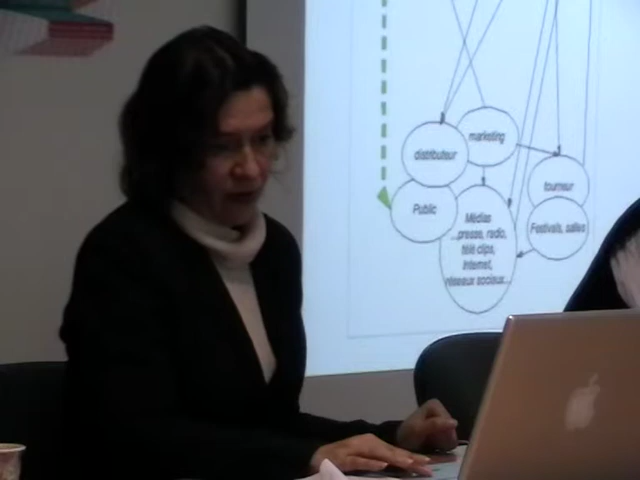 marketing
distributeur
tourneur
Public
Médias
...presse, radio,
télé clips,
Internet,
réseaux sociaux...
Festivals, salles